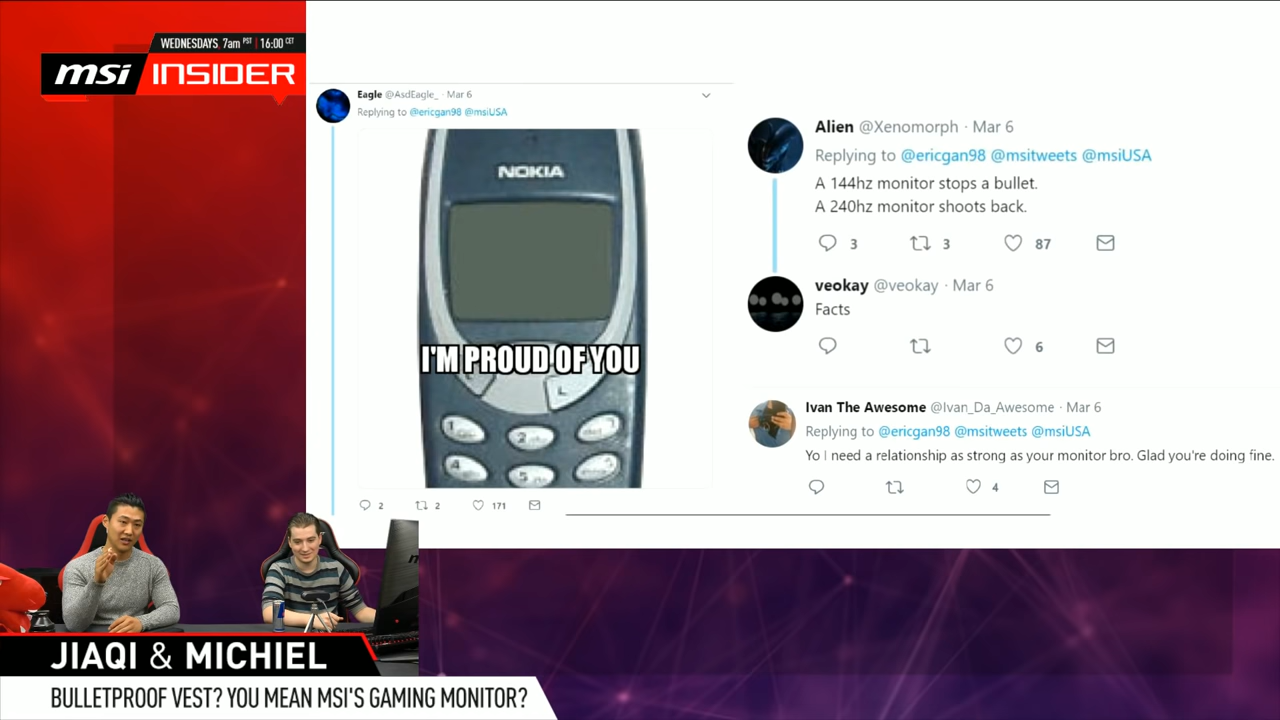 WEDNESDAYS 7am PST | 16:00 CET
msi INSIDER
Eagle @AsdEagle_ · Mar 6
Replying to @ericgan98 @msiUSA
NOKIA
I'M PROUD OF YOU
L
1
2
4
5
2
2
171
Alien @Xenomorph · Mar 6
Replying to @ericgan98 @msitweets @msiUSA
A 144hz monitor stops a bullet.
A 240hz monitor shoots back.
3
3
87
veokay @veokay · Mar 6
Facts
6
Ivan The Awesome @Ivan_Da_Awesome · Mar 6
Replying to @ericgan98 @msitweets @msiUSA
Yo I need a relationship as strong as your monitor bro. Glad you're doing fine.
4
JIAQI & MICHIEL
BULLETPROOF VEST? YOU MEAN MSI'S GAMING MONITOR?